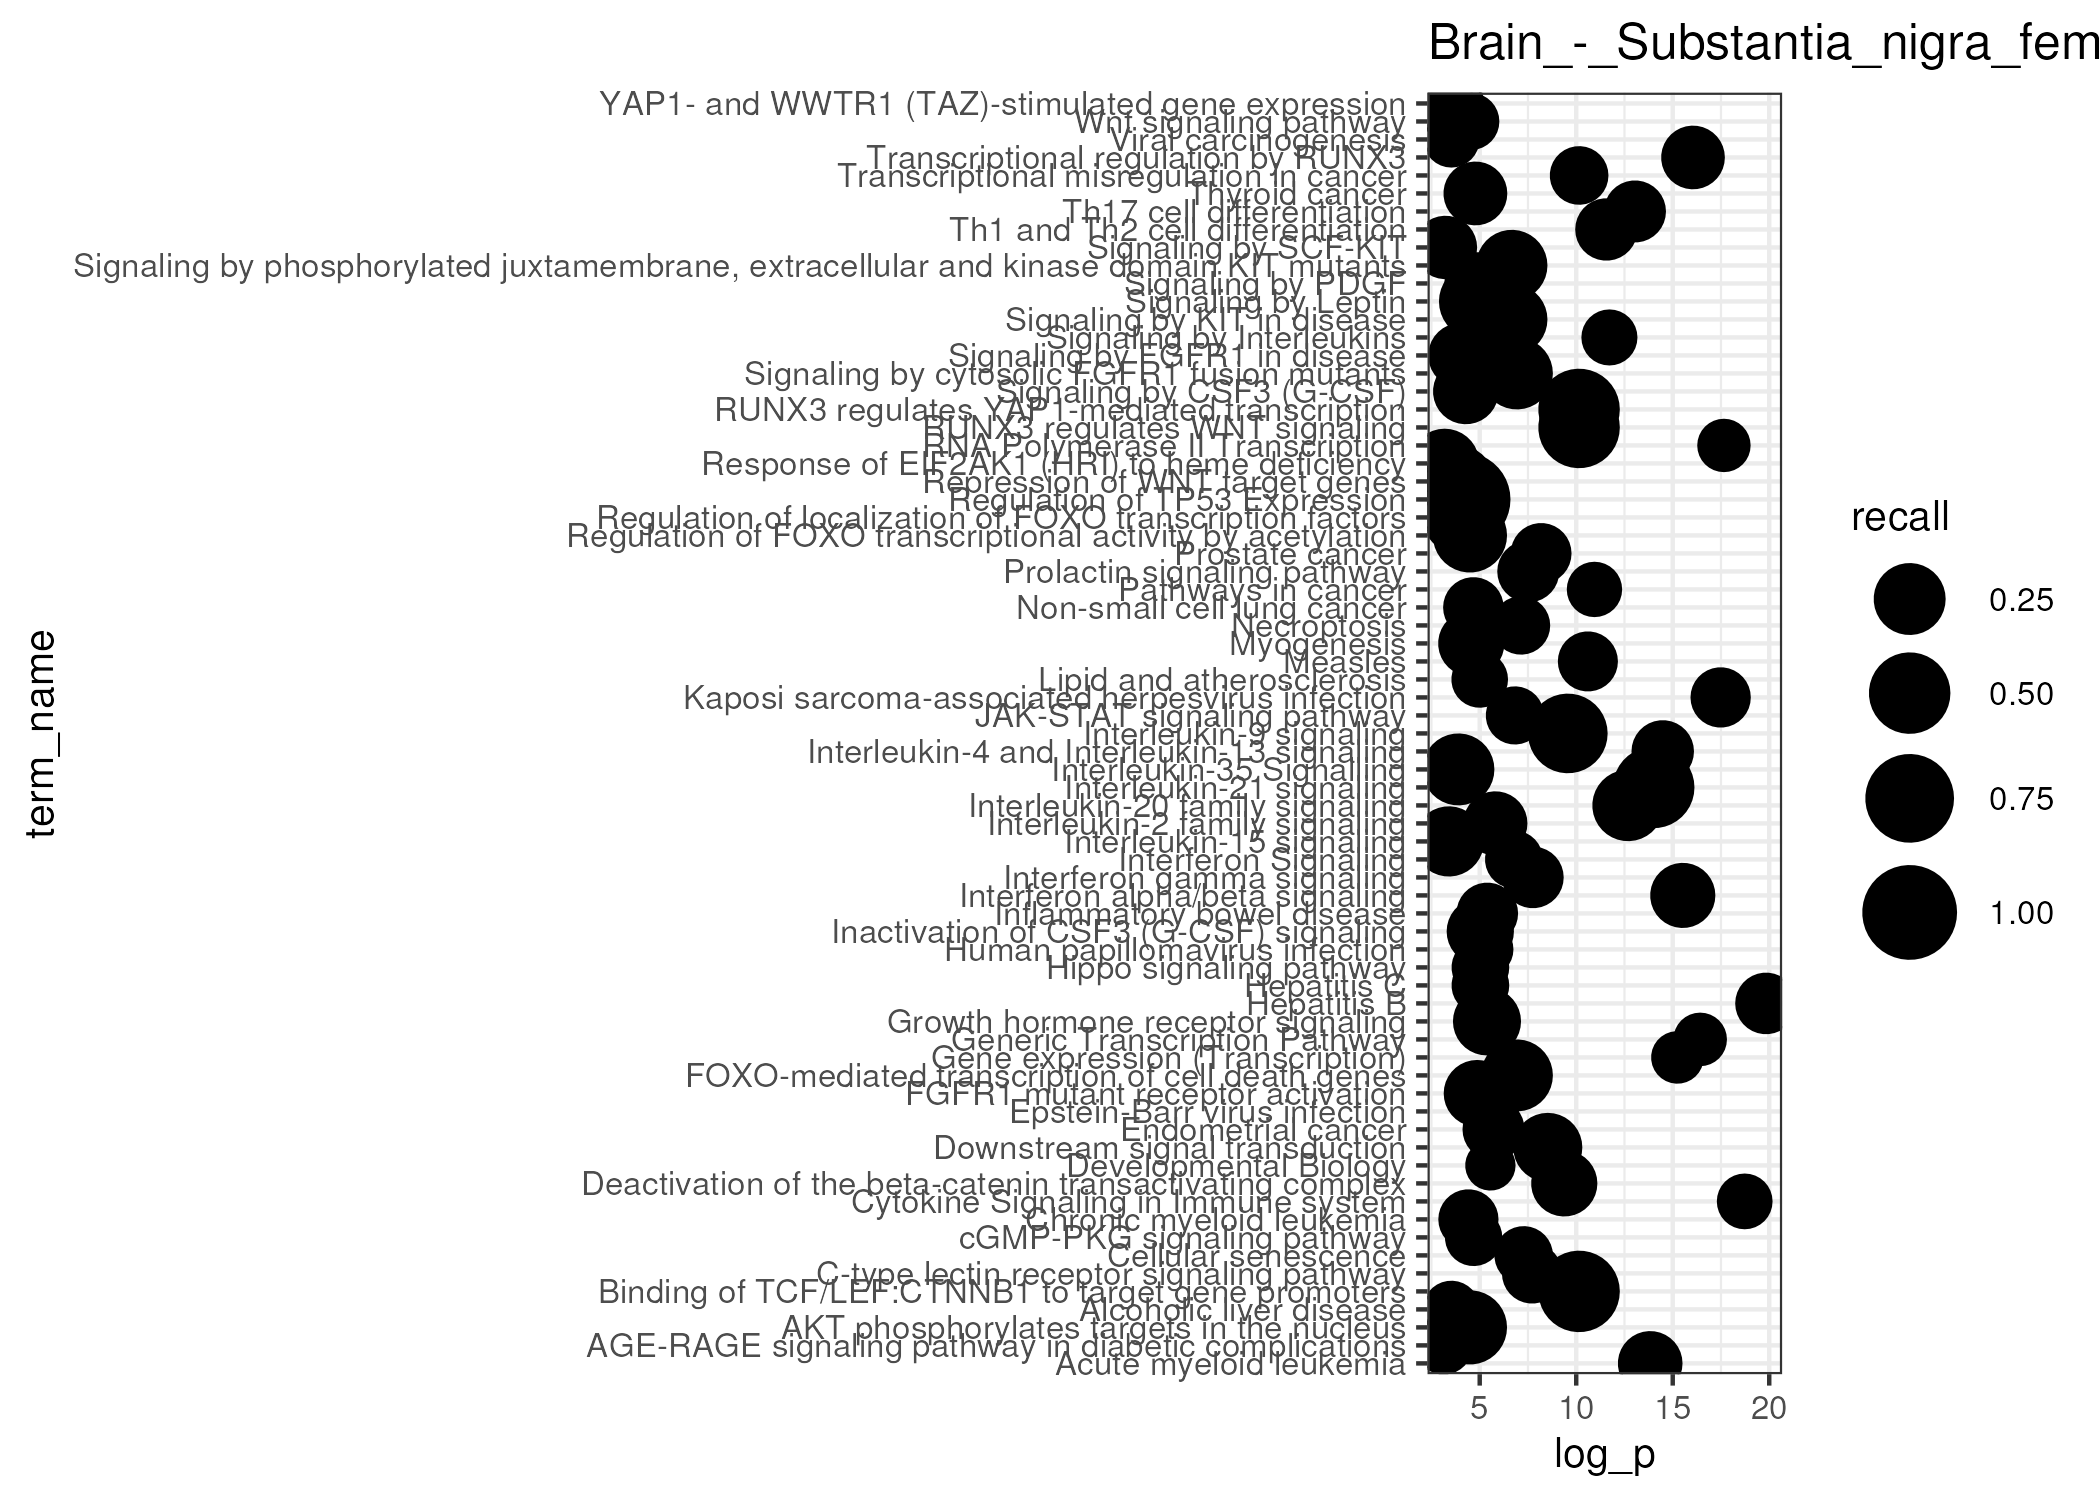 Brain_-_Substantia_nigra_fem
term_name
YAP1- and WWTR1 (TAZ)-stimulated gene expression
Wnt signaling pathway
Viral carcinogenesis
Transcriptional regulation by RUNX3
Transcriptional misregulation in cancer
Thyroid cancer
Th17 cell differentiation
Th1 and Th2 cell differentiation
Signaling by SCF-KIT
Signaling by phosphorylated juxtamembrane, extracellular and kinase domain KIT mutants
Signaling by PDGF
Signaling by Leptin
Signaling by KIT in disease
Signaling by Interleukins
Signaling by FGFR1 in disease
Signaling by cytosolic FGFR1 fusion mutants
Signaling by CSF3 (G-CSF)
RUNX3 regulates YAP1-mediated transcription
RUNX3 regulates WNT signaling
RNA Polymerase II Transcription
Response of EIF2AK1 (HRI) to heme deficiency
Repression of WNT target genes
Regulation of TP53 Expression
Regulation of localization of FOXO transcription factors
Regulation of FOXO transcriptional activity by acetylation
Prostate cancer
Prolactin signaling pathway
Pathways in cancer
Non-small cell lung cancer
Necroptosis
Myogenesis
Measles
Lipid and atherosclerosis
Kaposi sarcoma-associated herpesvirus infection
JAK-STAT signaling pathway
Interleukin-9 signaling
Interleukin-4 and Interleukin-13 signaling
Interleukin-35 Signalling
Interleukin-21 signaling
Interleukin-20 family signaling
Interleukin-2 family signaling
Interleukin-15 signaling
Interferon Signaling
Interferon gamma signaling
Interferon alpha/beta signaling
Inflammatory bowel disease
Inactivation of CSF3 (G-CSF) signaling
Human papillomavirus infection
Hippo signaling pathway
Hepatitis C
Hepatitis B
Growth hormone receptor signaling
Generic Transcription Pathway
Gene expression (Transcription)
FOXO-mediated transcription of cell death genes
FGFR1 mutant receptor activation
Epstein-Barr virus infection
Endometrial cancer
Downstream signal transduction
Developmental Biology
Deactivation of the beta-catenin transactivating complex
Cytokine Signaling in Immune system
Chronic myeloid leukemia
cGMP-PKG signaling pathway
Cellular senescence
C-type lectin receptor signaling pathway
Binding of TCF/LEF:CTNNB1 to target gene promoters
Alcoholic liver disease
AKT phosphorylates targets in the nucleus
AGE-RAGE signaling pathway in diabetic complications
Acute myeloid leukemia
5 10 15 20
log_p
recall
0.25
0.50
0.75
1.00